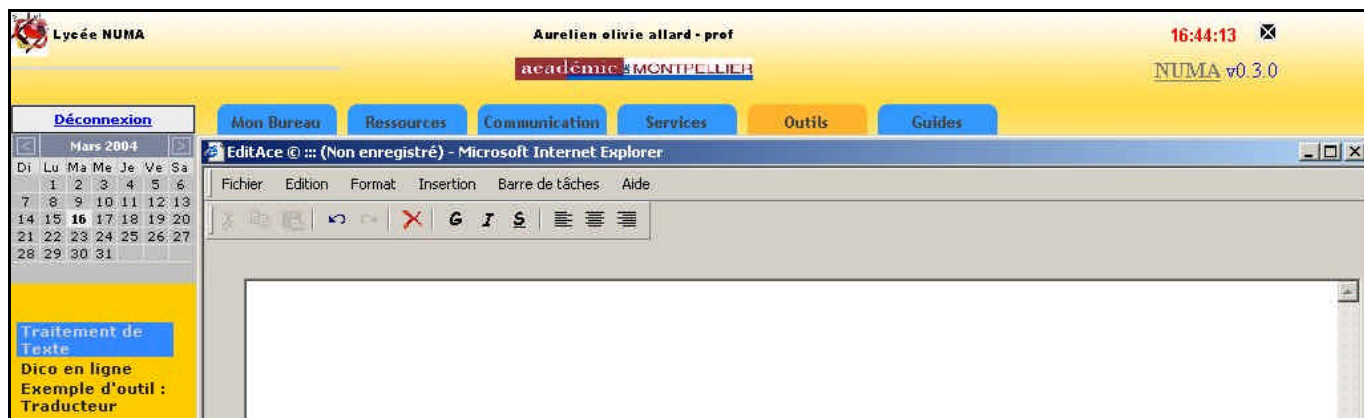 Lycée NUMA
Aurelien olivie allard - prof
16:44:13
académie de MONTPELLIER
NUMA v0.3.0
Déconnexion
Mon Bureau Ressources Communication Services Outils Guides
< Mars 2004 >
Di Lu Ma Me Je Ve Sa
1 2 3 4 5 6
7 8 9 10 11 12 13
14 15 16 17 18 19 20
21 22 23 24 25 26 27
28 29 30 31
EditAce © ::: (Non enregistré) - Microsoft Internet Explorer
Fichier Edition Format Insertion Barre de tâches Aide
G I S
Traitement de
Texte
Dico en ligne
Exemple d'outil :
Traducteur